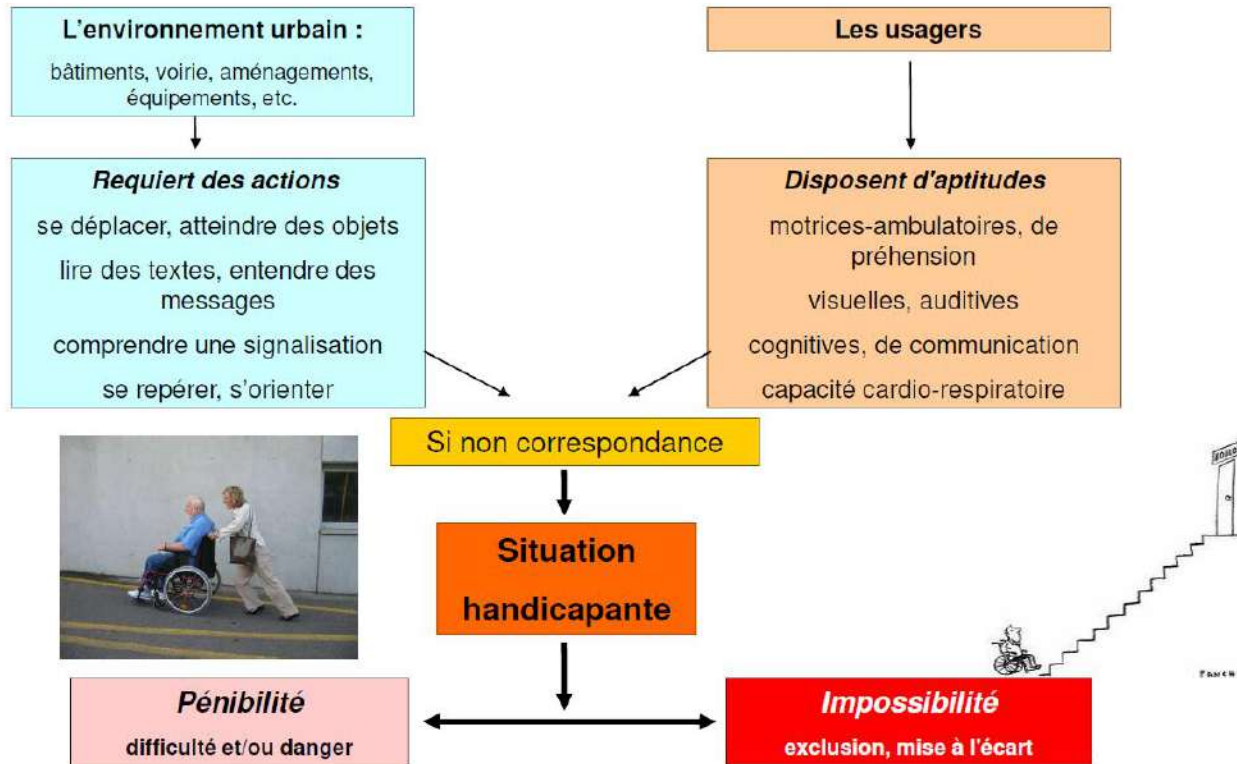 L'environnement urbain :
bâtiments, voirie, aménagements,
équipements, etc.
Les usagers
Requiert des actions
se déplacer, atteindre des objets
lire des textes, entendre des
messages
comprendre une signalisation
se repérer, s'orienter
Disposent d'aptitudes
motrices-ambulatoires, de
préhension
visuelles, auditives
cognitives, de communication
capacité cardio-respiratoire
Si non correspondance
Situation
handicapante
Pénibilité
difficulté et/ou danger
Impossibilité
exclusion, mise à l'écart